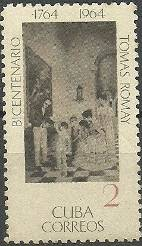 1764 1964
BICENTENARIO
TOMAS ROMAY
2
CUBA
CORREOS